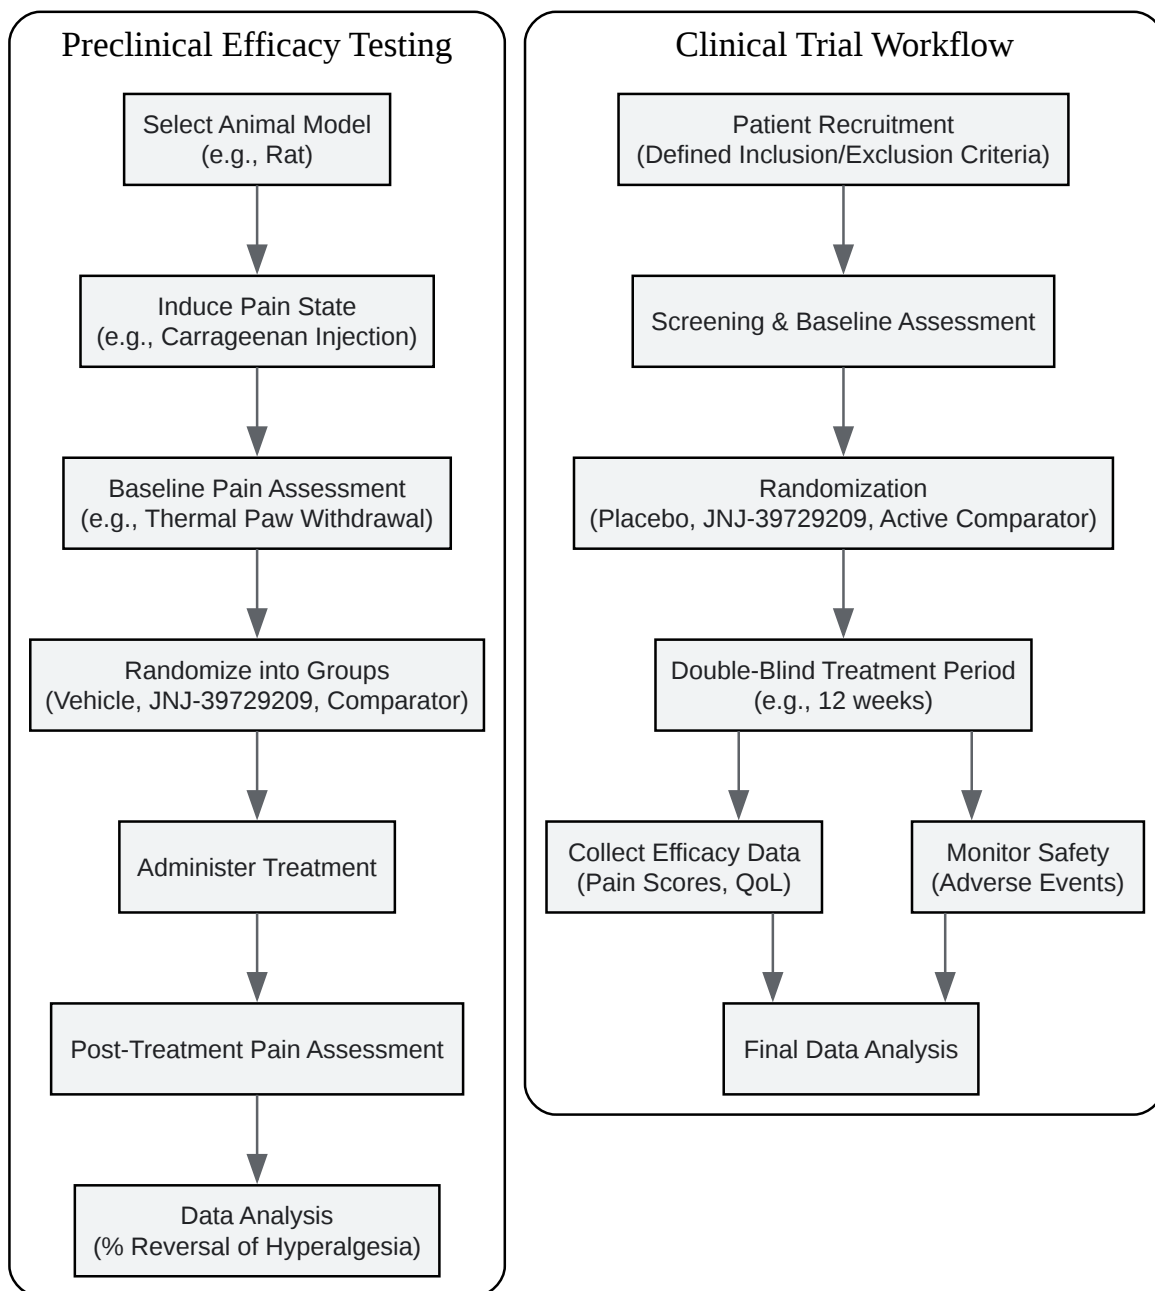 Preclinical Efficacy Testing
Select Animal Model
(e.g., Rat)
Induce Pain State
(e.g., Carrageenan Injection)
Baseline Pain Assessment
(e.g., Thermal Paw Withdrawal)
Randomize into Groups
(Vehicle, JNJ-39729209, Comparator)
Administer Treatment
Post-Treatment Pain Assessment
Data Analysis
(% Reversal of Hyperalgesia)
Clinical Trial Workflow
Patient Recruitment
(Defined Inclusion/Exclusion Criteria)
Screening & Baseline Assessment
Randomization
(Placebo, JNJ-39729209, Active Comparator)
Double-Blind Treatment Period
(e.g., 12 weeks)
Collect Efficacy Data
(Pain Scores, QoL)
Monitor Safety
(Adverse Events)
Final Data Analysis